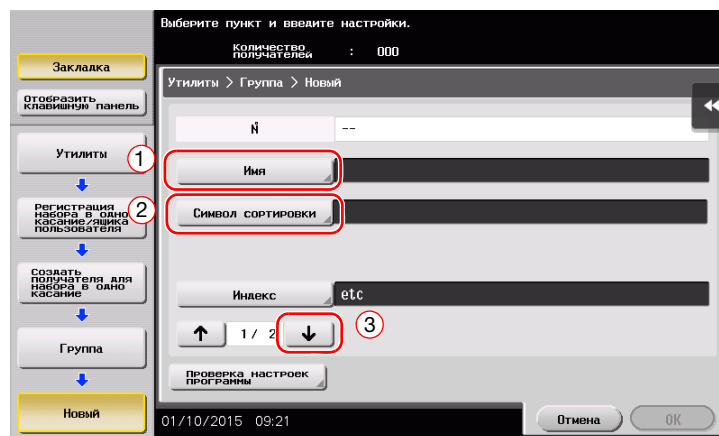 Выберите пункт и введите настройки.
Количество
получателей : 000
Закладка
Отобразить
клавишную панель
Утилиты
Регистрация
набора в одно
касание/ящика
пользователя
Создать
получателя для
набора в одно
касание
Группа
Новый
Утилиты > Группа > Новый
№ --
1
Имя
2
Символ сортировки
Индекс etc
↑ 1/ 2 ↓ 3
Проверка настроек
программы
01/10/2015 09:21
Отмена OK